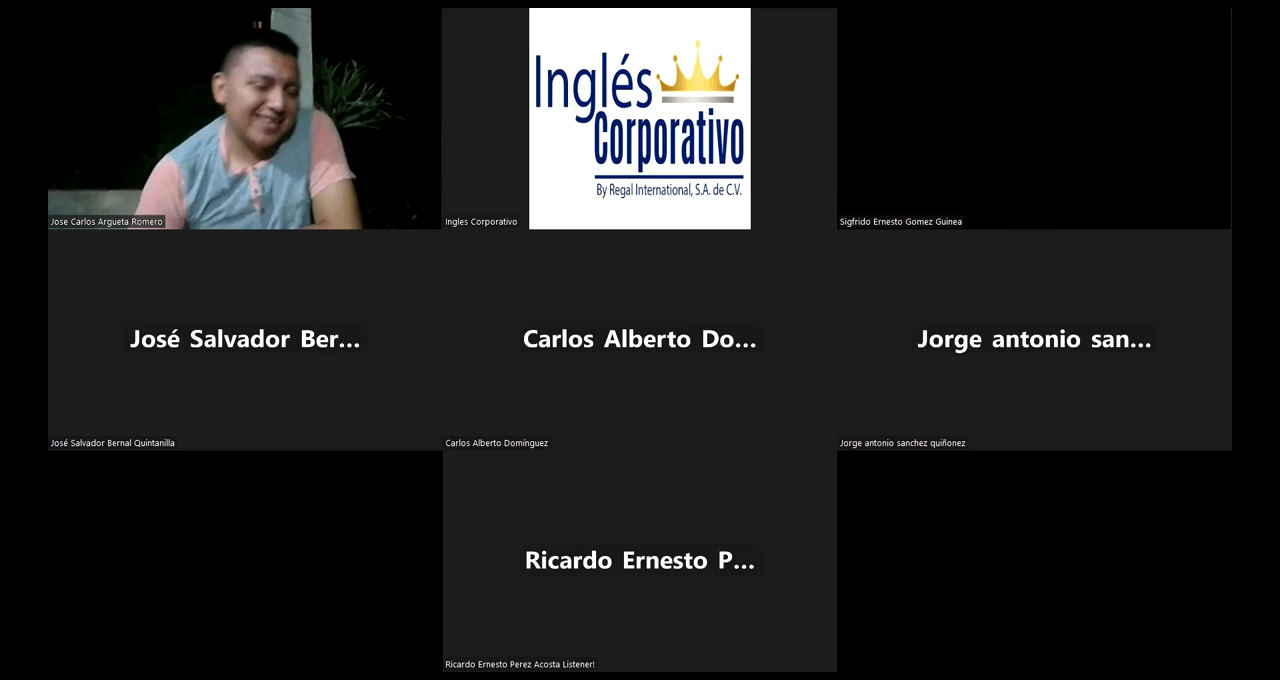 Inglés
Corporativo
By Regal International, S.A. de C.V.
Jose Carlos Argueta Romero
Ingles Corporativo
Sigfrido Ernesto Gomez Guinea
José Salvador Ber...
Carlos Alberto Do...
Jorge antonio san...
José Salvador Bernal Quintanilla
Carlos Alberto Domínguez
Jorge antonio sanchez quiñonez
Ricardo Ernesto P...
Ricardo Ernesto Perez Acosta Listener!